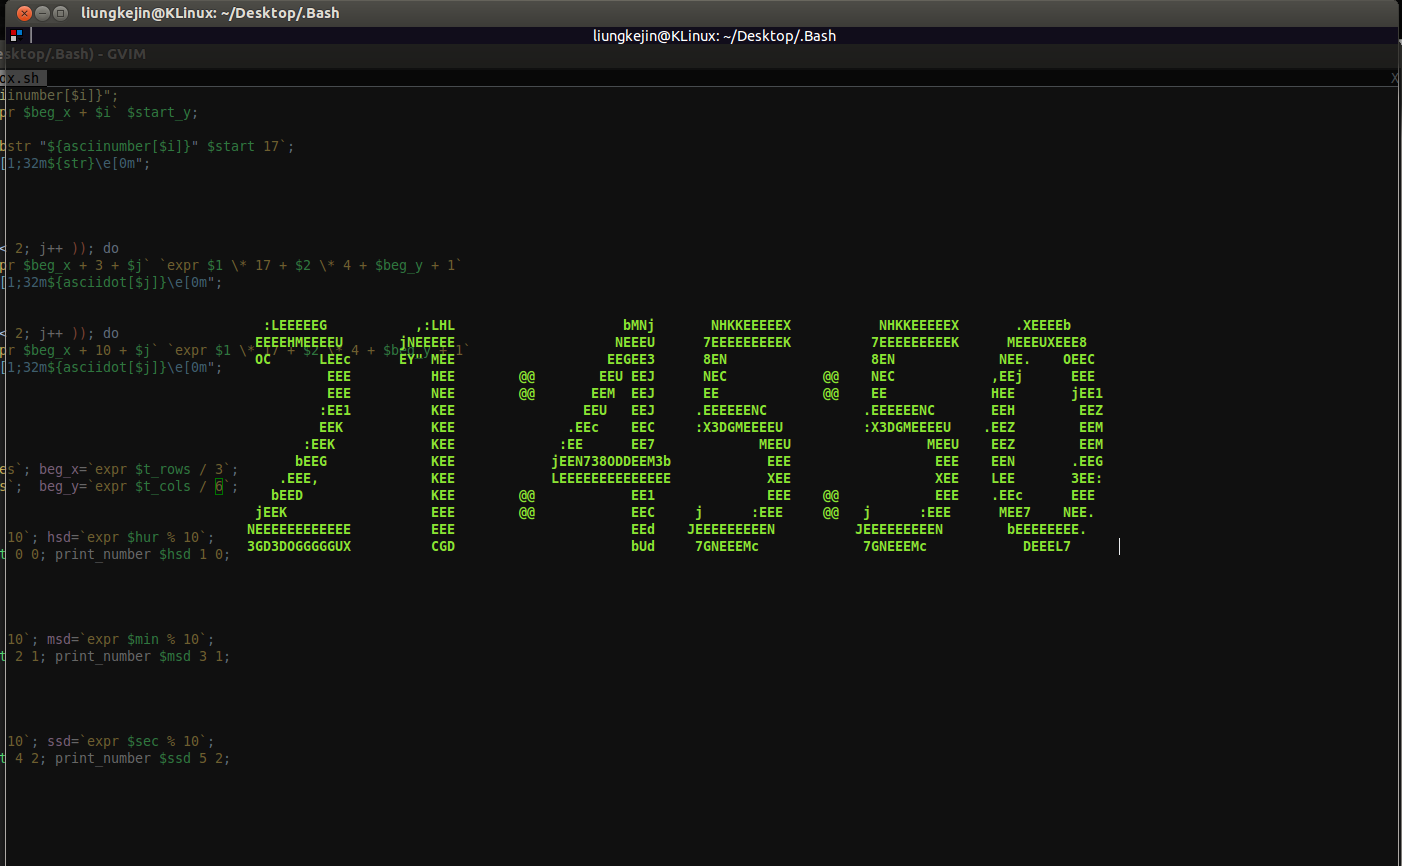 liungkejin@KLinux: ~/Desktop/.Bash
liungkejin@KLinux: ~/Desktop/.Bash
esktop/.Bash) - GVIM
ox.sh X
iinumber[$i]}";
pr $beg_x + $i` $start_y;
bstr "${asciinumber[$i]}" $start 17`;
[1;32m${str}\e[0m";
< 2; j++ )); do
pr $beg_x + 3 + $j` `expr $1 \* 17 + $2 \* 4 + $beg_y + 1`
[1;32m${asciidot[$j]}\e[0m";
:LEEEEEG ,:LHL bMNj NHKKEEEEEX NHKKEEEEEX .XEEEEb
< 2; j++ )); do
EEEEHMEEEEU jNEEEEE NEEEU 7EEEEEEEEEK 7EEEEEEEEEK MEEEUXEEE8
pr $beg_x + 10 + $j` `expr $1 \* 17 + $2 \* 4 + $beg_y + 1`
OC LEEc EY" MEE EEGEE3 8EN 8EN NEE. OEEC
[1;32m${asciidot[$j]}\e[0m";
EEE HEE @@ EEU EEJ NEC @@ NEC ,EEj EEE
EEE NEE @@ EEM EEJ EE @@ EE HEE jEE1
:EE1 KEE EEU EEJ .EEEEEENC .EEEEEENC EEH EEZ
EEK KEE .EEc EEC :X3DGMEEEEU :X3DGMEEEEU .EEZ EEM
:EEK KEE :EE EE7 MEEU MEEU EEZ EEM
bEEG KEE jEEN738ODDEEM3b EEE EEE EEN .EEG
es`; beg_x=`expr $t_rows / 3`;
.EEE, KEE LEEEEEEEEEEEEEE XEE XEE LEE 3EE:
s`; beg_y=`expr $t_cols / 6`;
bEED KEE @@ EE1 EEE @@ EEE .EEc EEE
jEEK EEE @@ EEC j :EEE @@ j :EEE MEE7 NEE.
NEEEEEEEEEEEE EEE EEd JEEEEEEEEEN JEEEEEEEEEN bEEEEEEEE.
10`; hsd=`expr $hur % 10`;
3GD3DOGGGGGUX CGD bUd 7GNEEEMc 7GNEEEMc DEEEL7
t 0 0; print_number $hsd 1 0;
10`; msd=`expr $min % 10`;
t 2 1; print_number $msd 3 1;
10`; ssd=`expr $sec % 10`;
t 4 2; print_number $ssd 5 2;